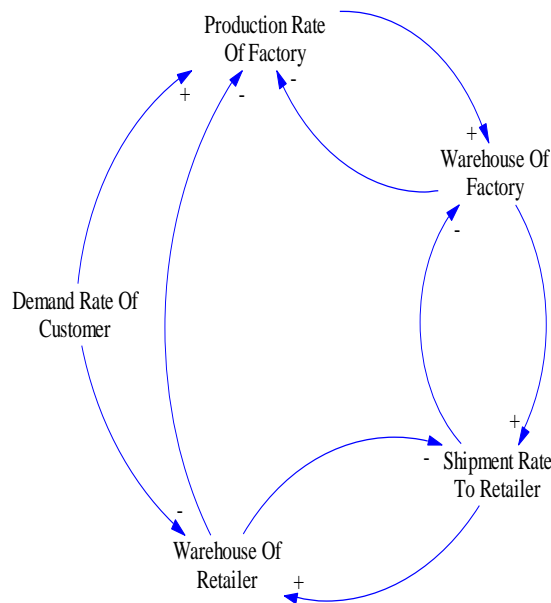 Production Rate
Of Factory
+
-
-
+
Warehouse Of
Factory
-
Demand Rate Of
Customer
+
-
Shipment Rate
To Retailer
-
Warehouse Of
Retailer
+